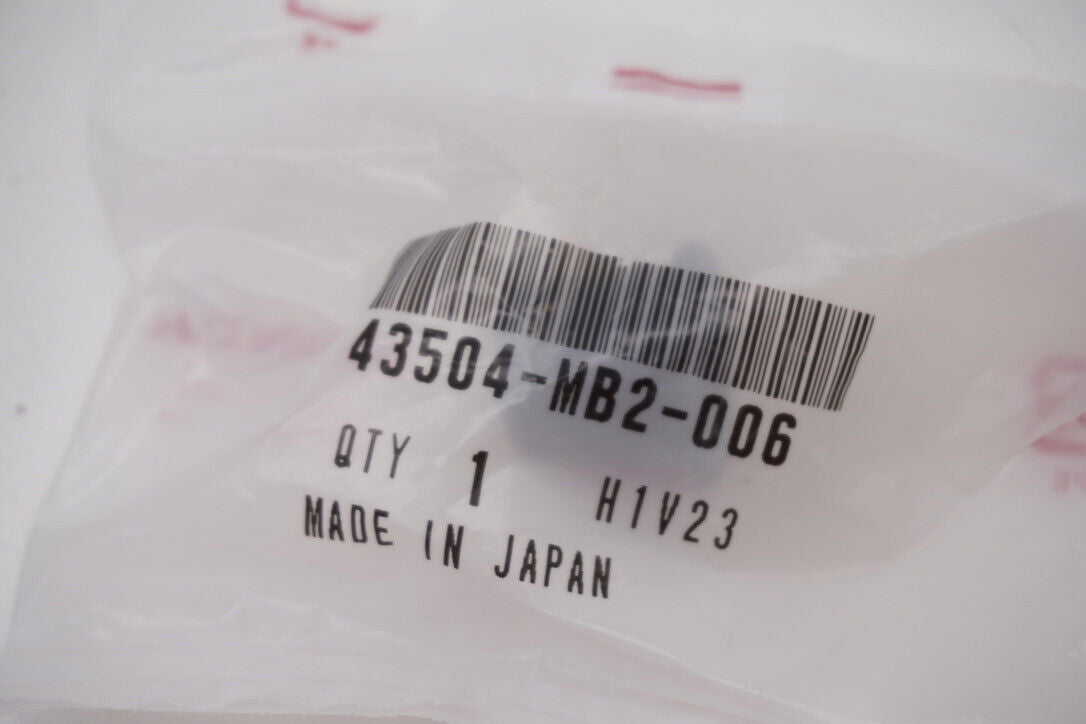 43504-MB2-006
QTY 1 H1V23
MADE IN JAPAN